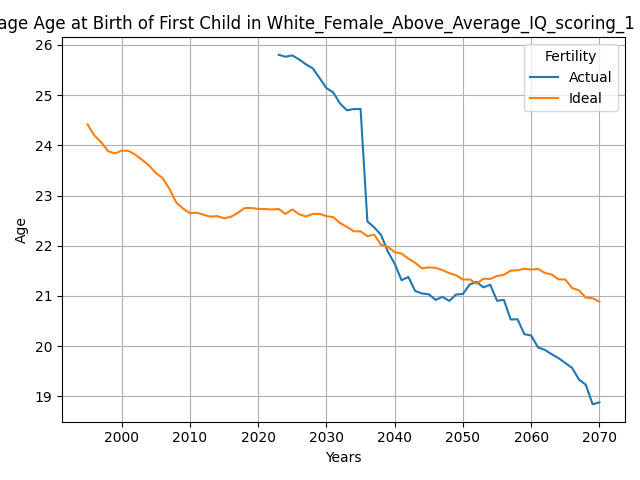 Age at Birth of First Child in White_Female_Above_Average_IQ_scoring_1
26
Fertility
Actual
Ideal
25
24
23
22
21
20
19
Age
2000 2010 2020 2030 2040 2050 2060 2070
Years